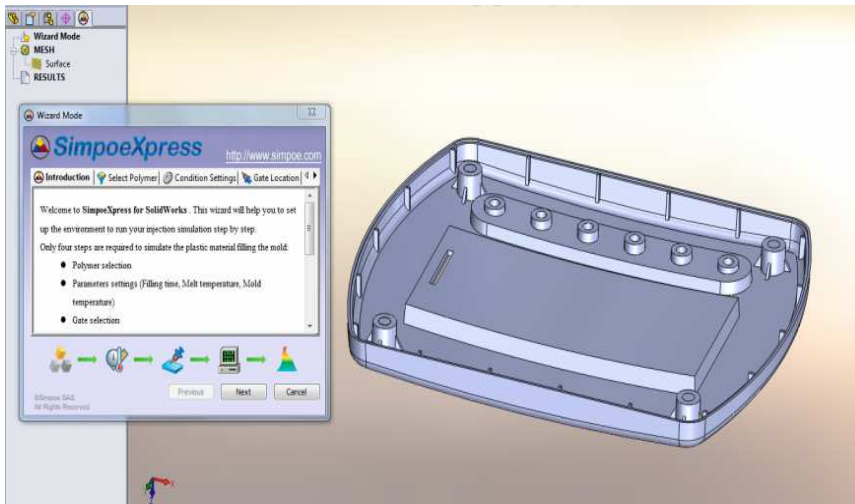 Wizard Mode
MESH
Surface
RESULTS
Wizard Mode
SimpoeXpress
http://www.simpoe.com
Introduction Select Polymer Condition Settings Gate Location
Welcome to SimpoeXpress for SolidWorks . This wizard will help you to set
up the environment to run your injection simulation step by step.
Only four steps are required to simulate the plastic material filling the mold:
● Polymer selection
● Parameters settings (Filling time, Melt temperature, Mold
temperature)
● Gate selection
Previous Next Cancel
©Simpoe SAS
All Rights Reserved
X